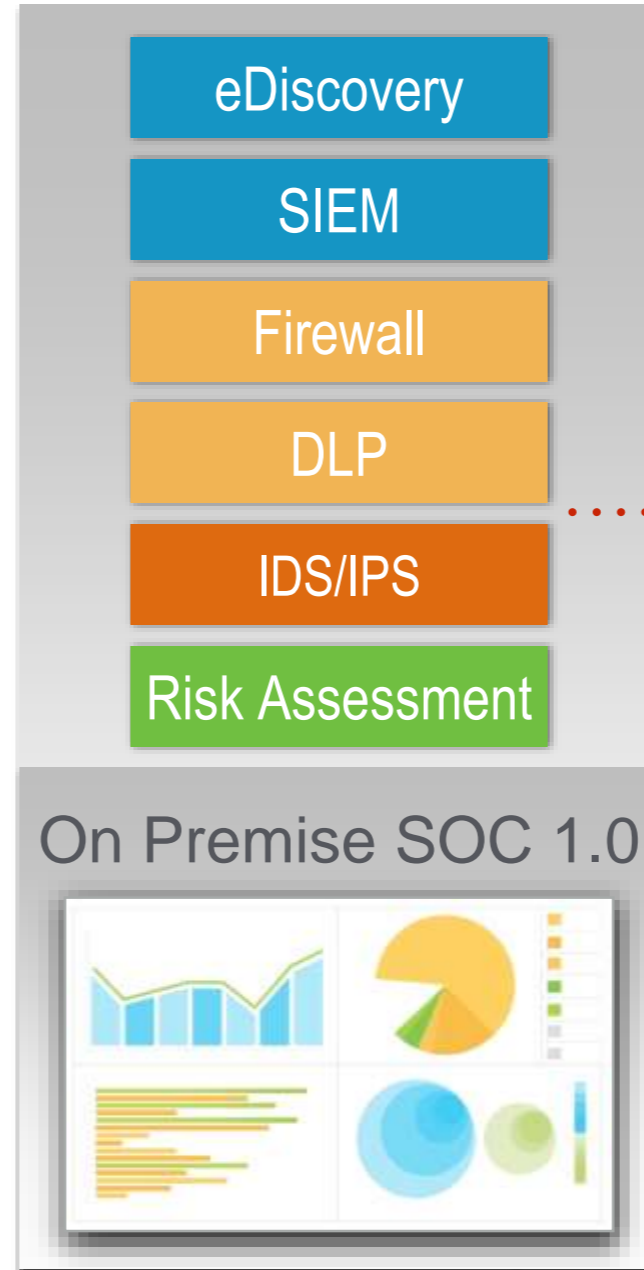 eDiscovery
SIEM
Firewall
DLP
IDS/IPS
Risk Assessment
On Premise SOC 1.0